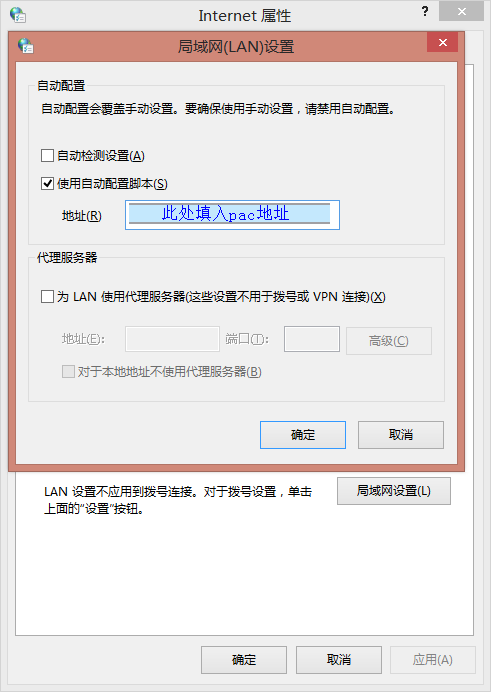 Internet 属性
?
局域网(LAN)设置
自动配置
自动配置会覆盖手动设置。要确保使用手动设置，请禁用自动配置。
自动检测设置(A)
使用自动配置脚本(S)
地址(R)
此处填入pac地址
代理服务器
为 LAN 使用代理服务器(这些设置不用于拨号或 VPN 连接)(X)
地址(E):
端口(T):
高级(C)
对于本地地址不使用代理服务器(B)
确定
取消
LAN 设置不应用到拨号连接。对于拨号设置，单击
上面的“设置”按钮。
局域网设置(L)
确定
取消
应用(A)